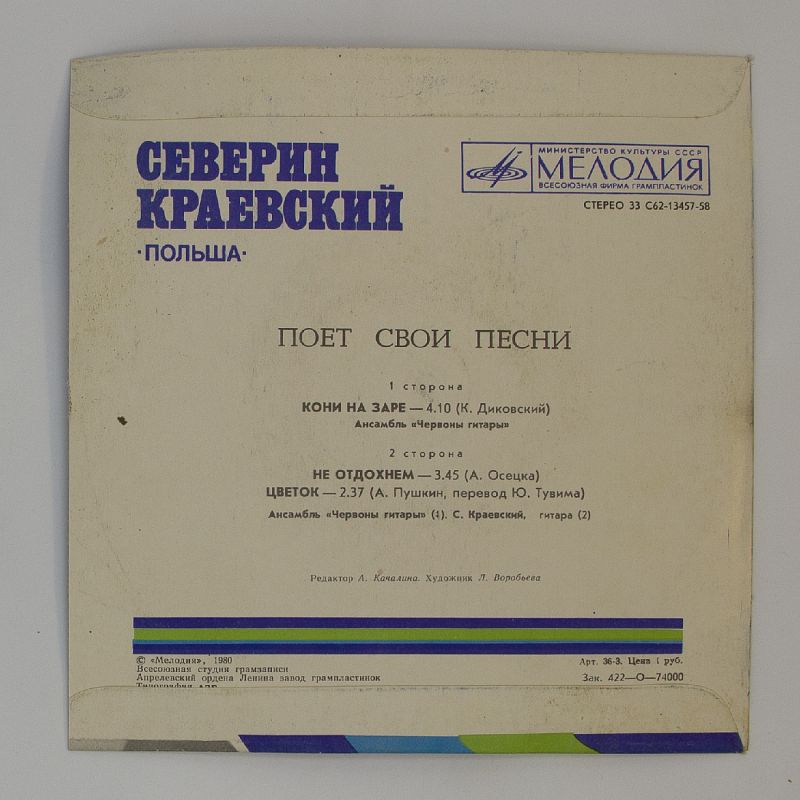 СЕВЕРИН
КРАЕВСКИЙ
·ПОЛЬША·
МИНИСТЕРСТВО КУЛЬТУРЫ СССР
МЕЛОДИЯ
ВСЕСОЮЗНАЯ ФИРМА ГРАМПЛАСТИНОК
СТЕРЕО 33 С62-13457-58
ПОЕТ СВОИ ПЕСНИ
1 сторона
КОНИ НА ЗАРЕ — 4.10 (К. Диковский)
Ансамбль «Червоны гитары»
2 сторона
НЕ ОТДОХНЕМ — 3.45 (А. Осецка)
ЦВЕТОК — 2.37 (А. Пушкин, перевод Ю. Тувима)
Ансамбль «Червоны гитары» (1). С. Краевский, гитара (2)
Редактор А. Качалина. Художник Л. Воробьева
© «Мелодия», 1980
Всесоюзная студия грамзаписи
Апрелевский ордена Ленина завод грампластинок
Типография
Арт. 36-3. Цена 1 руб.
Зак. 422—О—74000